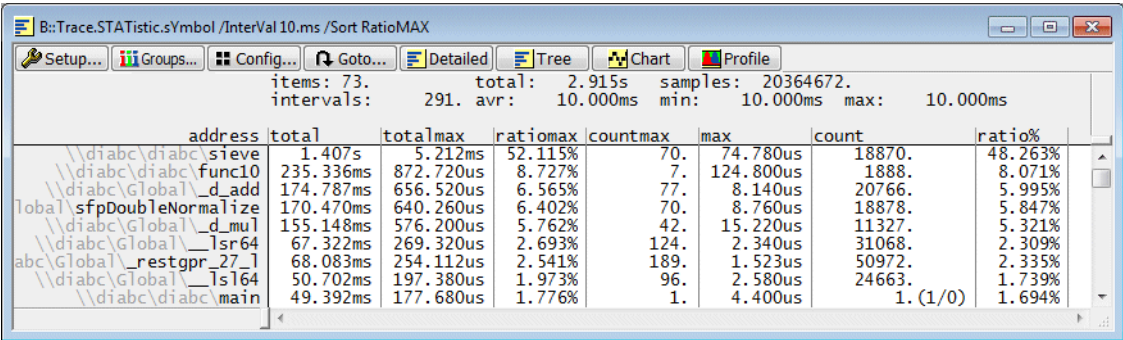 B::Trace.STATistic.sYmbol /InterVal 10.ms /Sort RatioMAX
Setup... Groups... Config... Goto... Detailed Tree Chart Profile
items: 73. total: 2.915s samples: 20364672.
intervals: 291. avr: 10.000ms min: 10.000ms max: 10.000ms
address total totalmax ratiomax countmax max count ratio%
\\diabc\diabc\sieve 1.407s 5.212ms 52.115% 70. 74.780us 18870. 48.263%
\\diabc\diabc\func10 235.336ms 872.720us 8.727% 7. 124.800us 1888. 8.071%
\\diabc\Global\_d_add 174.787ms 656.520us 6.565% 77. 8.140us 20766. 5.995%
lobal\sfpDoubleNormalize 170.470ms 640.260us 6.402% 70. 8.760us 18878. 5.847%
\\diabc\Global\_d_mul 155.148ms 576.200us 5.762% 42. 15.220us 11327. 5.321%
\\diabc\Global\__lsr64 67.322ms 269.320us 2.693% 124. 2.340us 31068. 2.309%
abc\Global\_restgpr_27_l 68.083ms 254.112us 2.541% 189. 1.523us 50972. 2.335%
\\diabc\Global\__lsl64 50.702ms 197.380us 1.973% 96. 2.580us 24663. 1.739%
\\diabc\diabc\main 49.392ms 177.680us 1.776% 1. 4.400us 1. (1/0) 1.694%